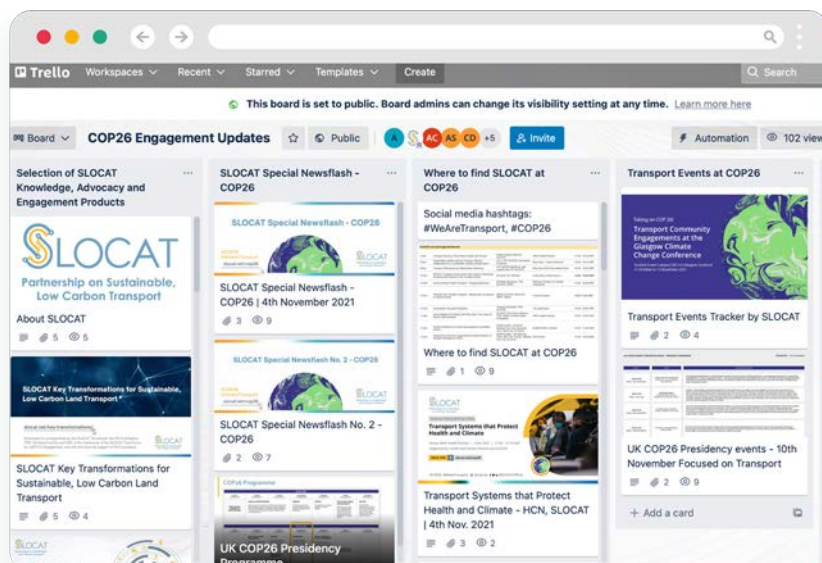 Trello Workspaces Recent Starred Templates Create Search
This board is set to public. Board admins can change its visibility setting at any time. Learn more here
Board COP26 Engagement Updates Public A AC AS CD +5 Invite Automation 102 view
Selection of SLOCAT
Knowledge, Advocacy and
Engagement Products
SLOCAT
Partnership on Sustainable,
Low Carbon Transport
About SLOCAT
5 5
SLOCAT Key Transformations for Sustainable,
Low Carbon Land Transport
SLOCAT
SLOCAT Key Transformations for
Sustainable, Low Carbon Land
Transport
5 4
SLOCAT Special Newsflash -
COP26
SLOCAT Special Newsflash - COP26
SLOCAT
SLOCAT Special Newsflash -
COP26 | 4th November 2021
3 9
SLOCAT Special Newsflash No. 2 - COP26
SLOCAT
SLOCAT Special Newsflash No. 2 -
COP26
2 7
COP26 Programme
UK COP26 Presidency
Programme
Where to find SLOCAT at
COP26
Social media hashtags:
#WeAreTransport, #COP26
Where to find SLOCAT at COP26
1 9
SLOCAT
Transport Systems that Protect
Health and Climate
Transport Systems that Protect
Health and Climate - HCN, SLOCAT
| 4th Nov. 2021
3 2
Transport Events at COP26
Taking on COP 26
Transport Community
Engagements at the
Glasgow Climate
Change Conference
Transport Events Tracker by SLOCAT
2 4
UK COP26 Presidency events - 10th
November Focused on Transport
2 9
+ Add a card